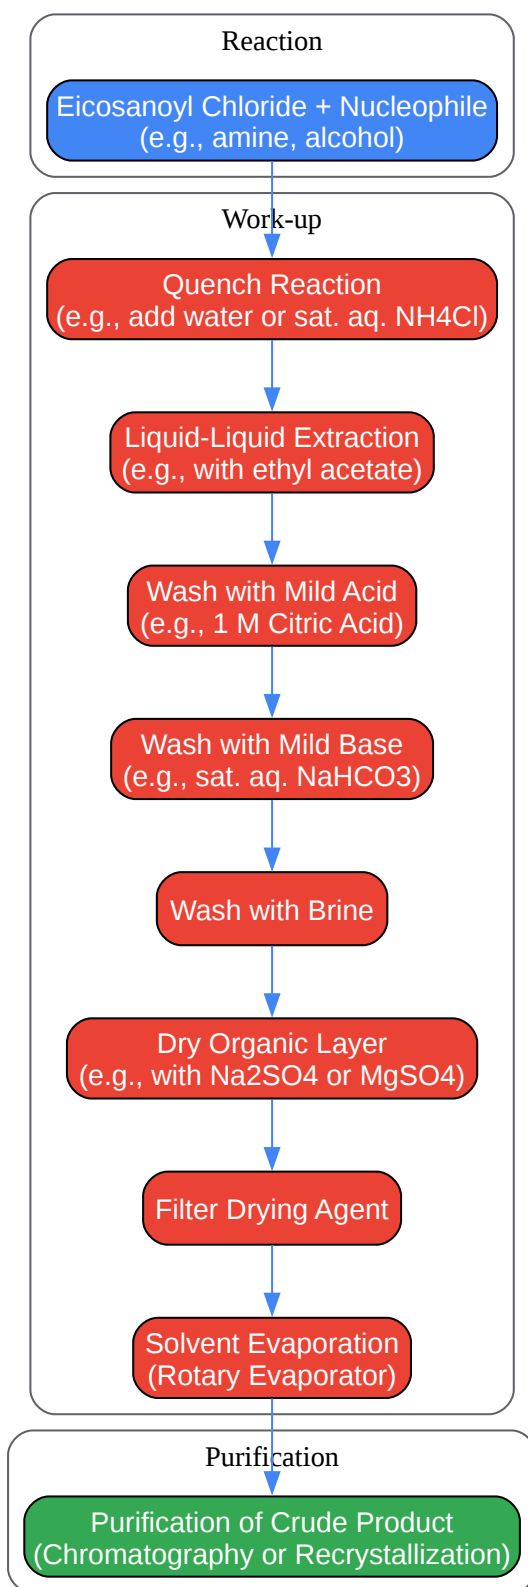 Reaction
Eicosanoyl Chloride + Nucleophile
(e.g., amine, alcohol)
Work-up
Quench Reaction
(e.g., add water or sat. aq. NH4Cl)
Liquid-Liquid Extraction
(e.g., with ethyl acetate)
Wash with Mild Acid
(e.g., 1 M Citric Acid)
Wash with Mild Base
(e.g., sat. aq. NaHCO3)
Wash with Brine
Dry Organic Layer
(e.g., with Na2SO4 or MgSO4)
Filter Drying Agent
Solvent Evaporation
(Rotary Evaporator)
Purification
Purification of Crude Product
(Chromatography or Recrystallization)